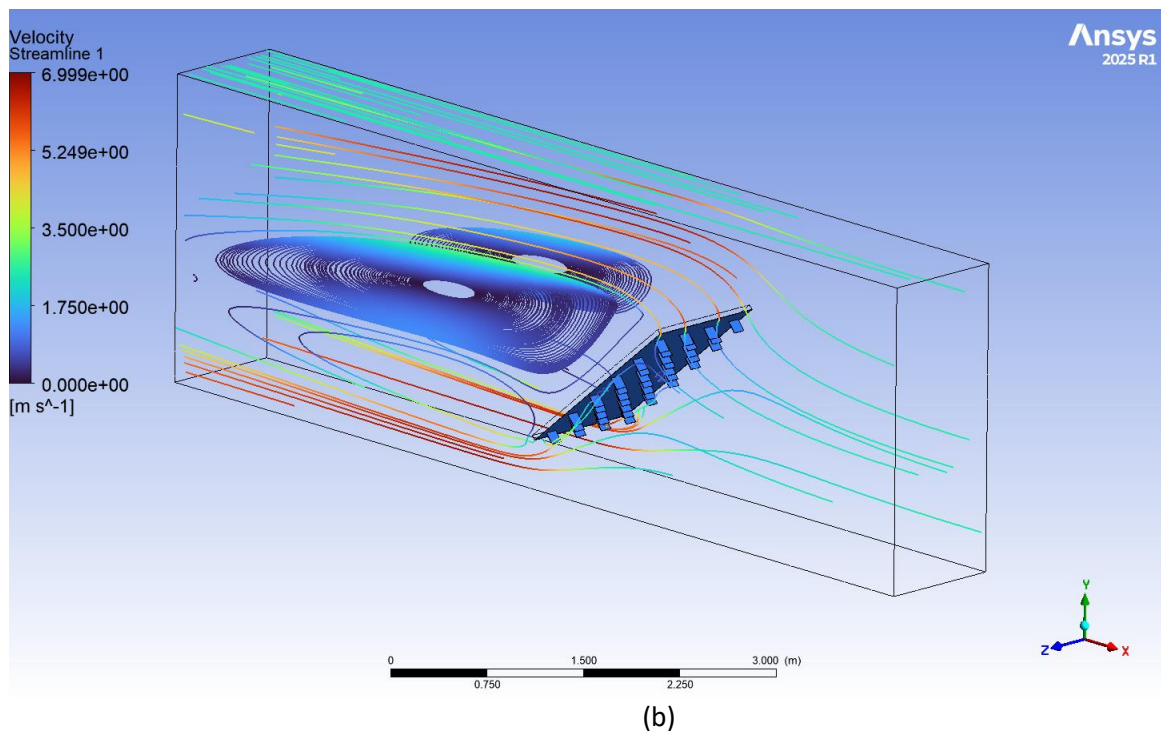 Velocity
Streamline 1
6.999e+00
5.249e+00
3.500e+00
1.750e+00
0.000e+00
[m s^-1]
Ansys
2025 R1
Y
Z
X
0
1.500
3.000
(m)
0.750
2.250
(b)